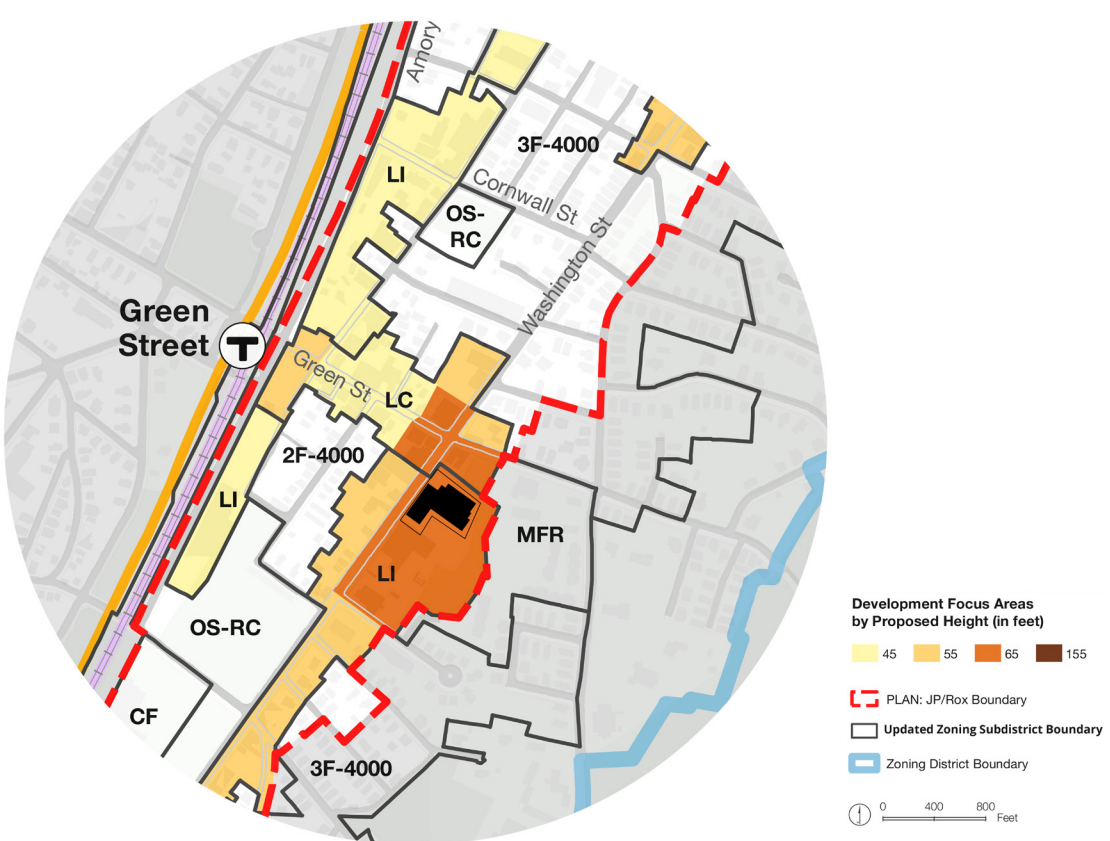 Amory
3F-4000
LI
Cornwall St
OS-
RC
Washington St
Green
Street
T
Green St
LC
2F-4000
LI
MFR
LI
OS-RC
CF
3F-4000
Development Focus Areas
by Proposed Height (in feet)
45 55 65 155
PLAN: JP/Rox Boundary
Updated Zoning Subdistrict Boundary
Zoning District Boundary
0 400 800
Feet